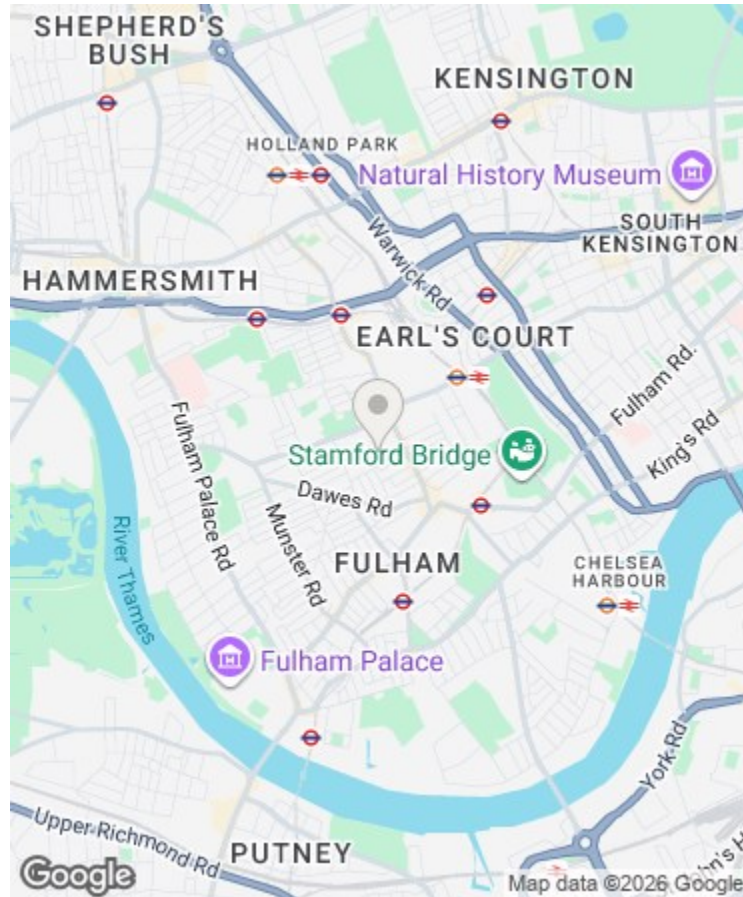 SHEPHERD'S
BUSH
KENSINGTON
HOLLAND PARK
Natural History Museum
SOUTH
KENSINGTON
Warwick Rd
HAMMERSMITH
EARL'S COURT
Fulham Rd.
King's Rd
Fulham Palace Rd
Stamford Bridge
Dawes Rd
Munster Rd
River Thames
FULHAM
CHELSEA
HARBOUR
Fulham Palace
York Rd
Upper Richmond Rd
PUTNEY
Google
Map data ©2026 Google